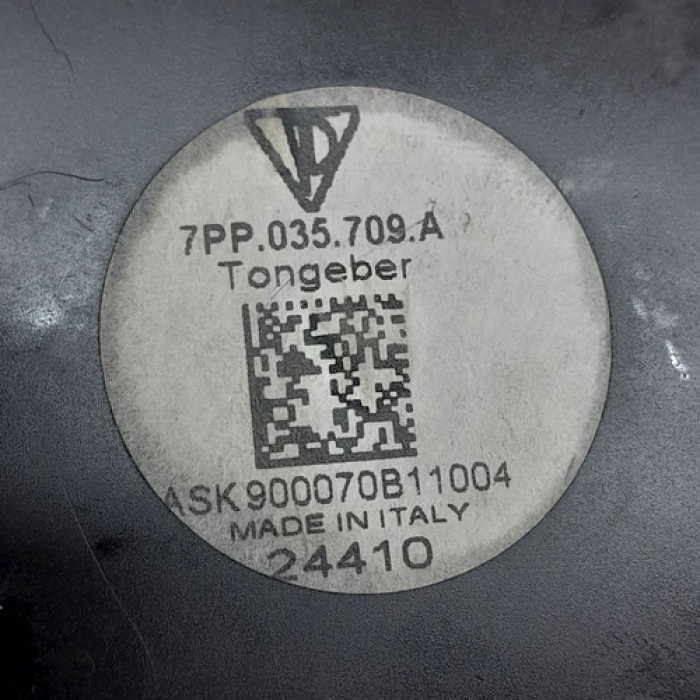 7PP.035.709.A
Tongeber
ASK900070B11004
MADE IN ITALY
24410